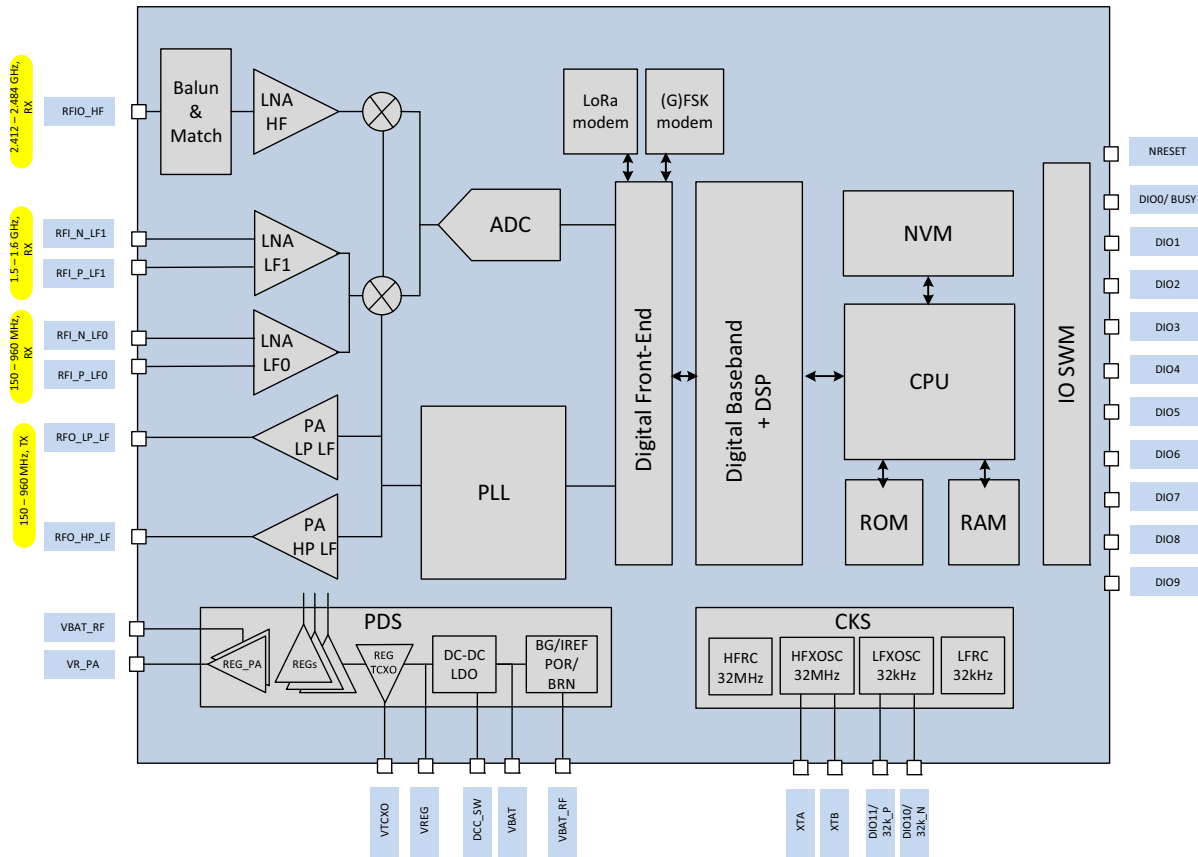 2.412 – 2.484 GHz,
RX
RFIO_HF
Balun
&
Match
LNA
HF
LoRa
modem
(G)FSK
modem
NRESET
DIO0/ BUSY
1.5 – 1.6 GHz,
RX
RFI_N_LF1
RFI_P_LF1
LNA
LF1
ADC
NVM
DIO1
DIO2
150 – 960 MHz,
RX
RFI_N_LF0
RFI_P_LF0
LNA
LF0
Digital Front-End
Digital Baseband
+ DSP
CPU
IO SWM
DIO3
DIO4
DIO5
150 – 960 MHz, TX
RFO_LP_LF
PA
LP LF
PLL
DIO6
DIO7
RFO_HP_LF
PA
HP LF
ROM
RAM
DIO8
DIO9
VBAT_RF
VR_PA
PDS
REG_PA
REGs
REG
TCXO
DC-DC
LDO
BG/IREF
POR/
BRN
CKS
HFRC
32MHz
HFXOSC
32MHz
LFXOSC
32kHz
LFRC
32kHz
VTCXO
VREG
DCC_SW
VBAT
VBAT_RF
XTA
XTB
DIO11/
32k_P
DIO10/
32k_N